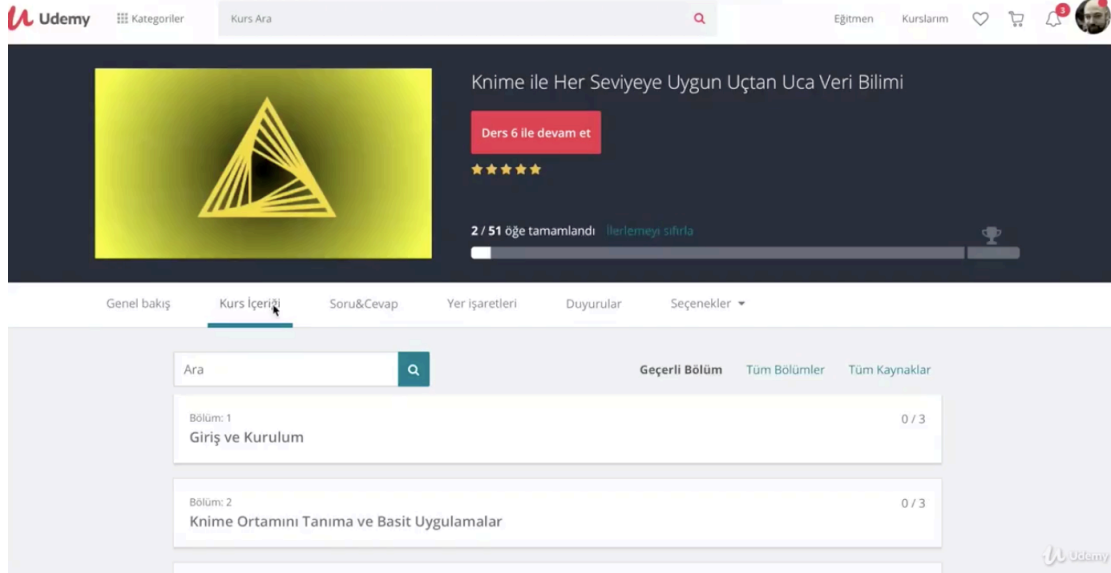 Udemy
Kategoriler
Kurs Ara
Eğitmen
Kurslarım
3
Knime ile Her Seviyeye Uygun Uçtan Uca Veri Bilimi
Ders 6 ile devam et
2 / 51 öğe tamamlandı İlerlemeyi sıfırla
Genel bakış
Kurs İçeriği
Soru&Cevap
Yer işaretleri
Duyurular
Seçenekler
Ara
Geçerli Bölüm
Tüm Bölümler
Tüm Kaynaklar
Bölüm: 1
0 / 3
Giriş ve Kurulum
Bölüm: 2
0 / 3
Knime Ortamını Tanıma ve Basit Uygulamalar
Udemy